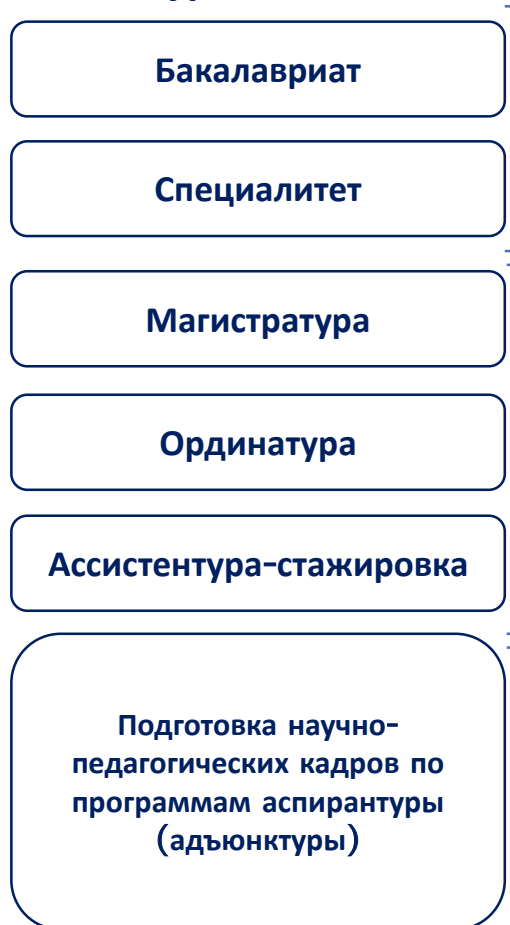 Бакалавриат
Специалитет
Магистратура
Ординатура
Ассистентура-стажировка
Подготовка научно-
педагогических кадров по
программам аспирантуры
(адъюнктуры)